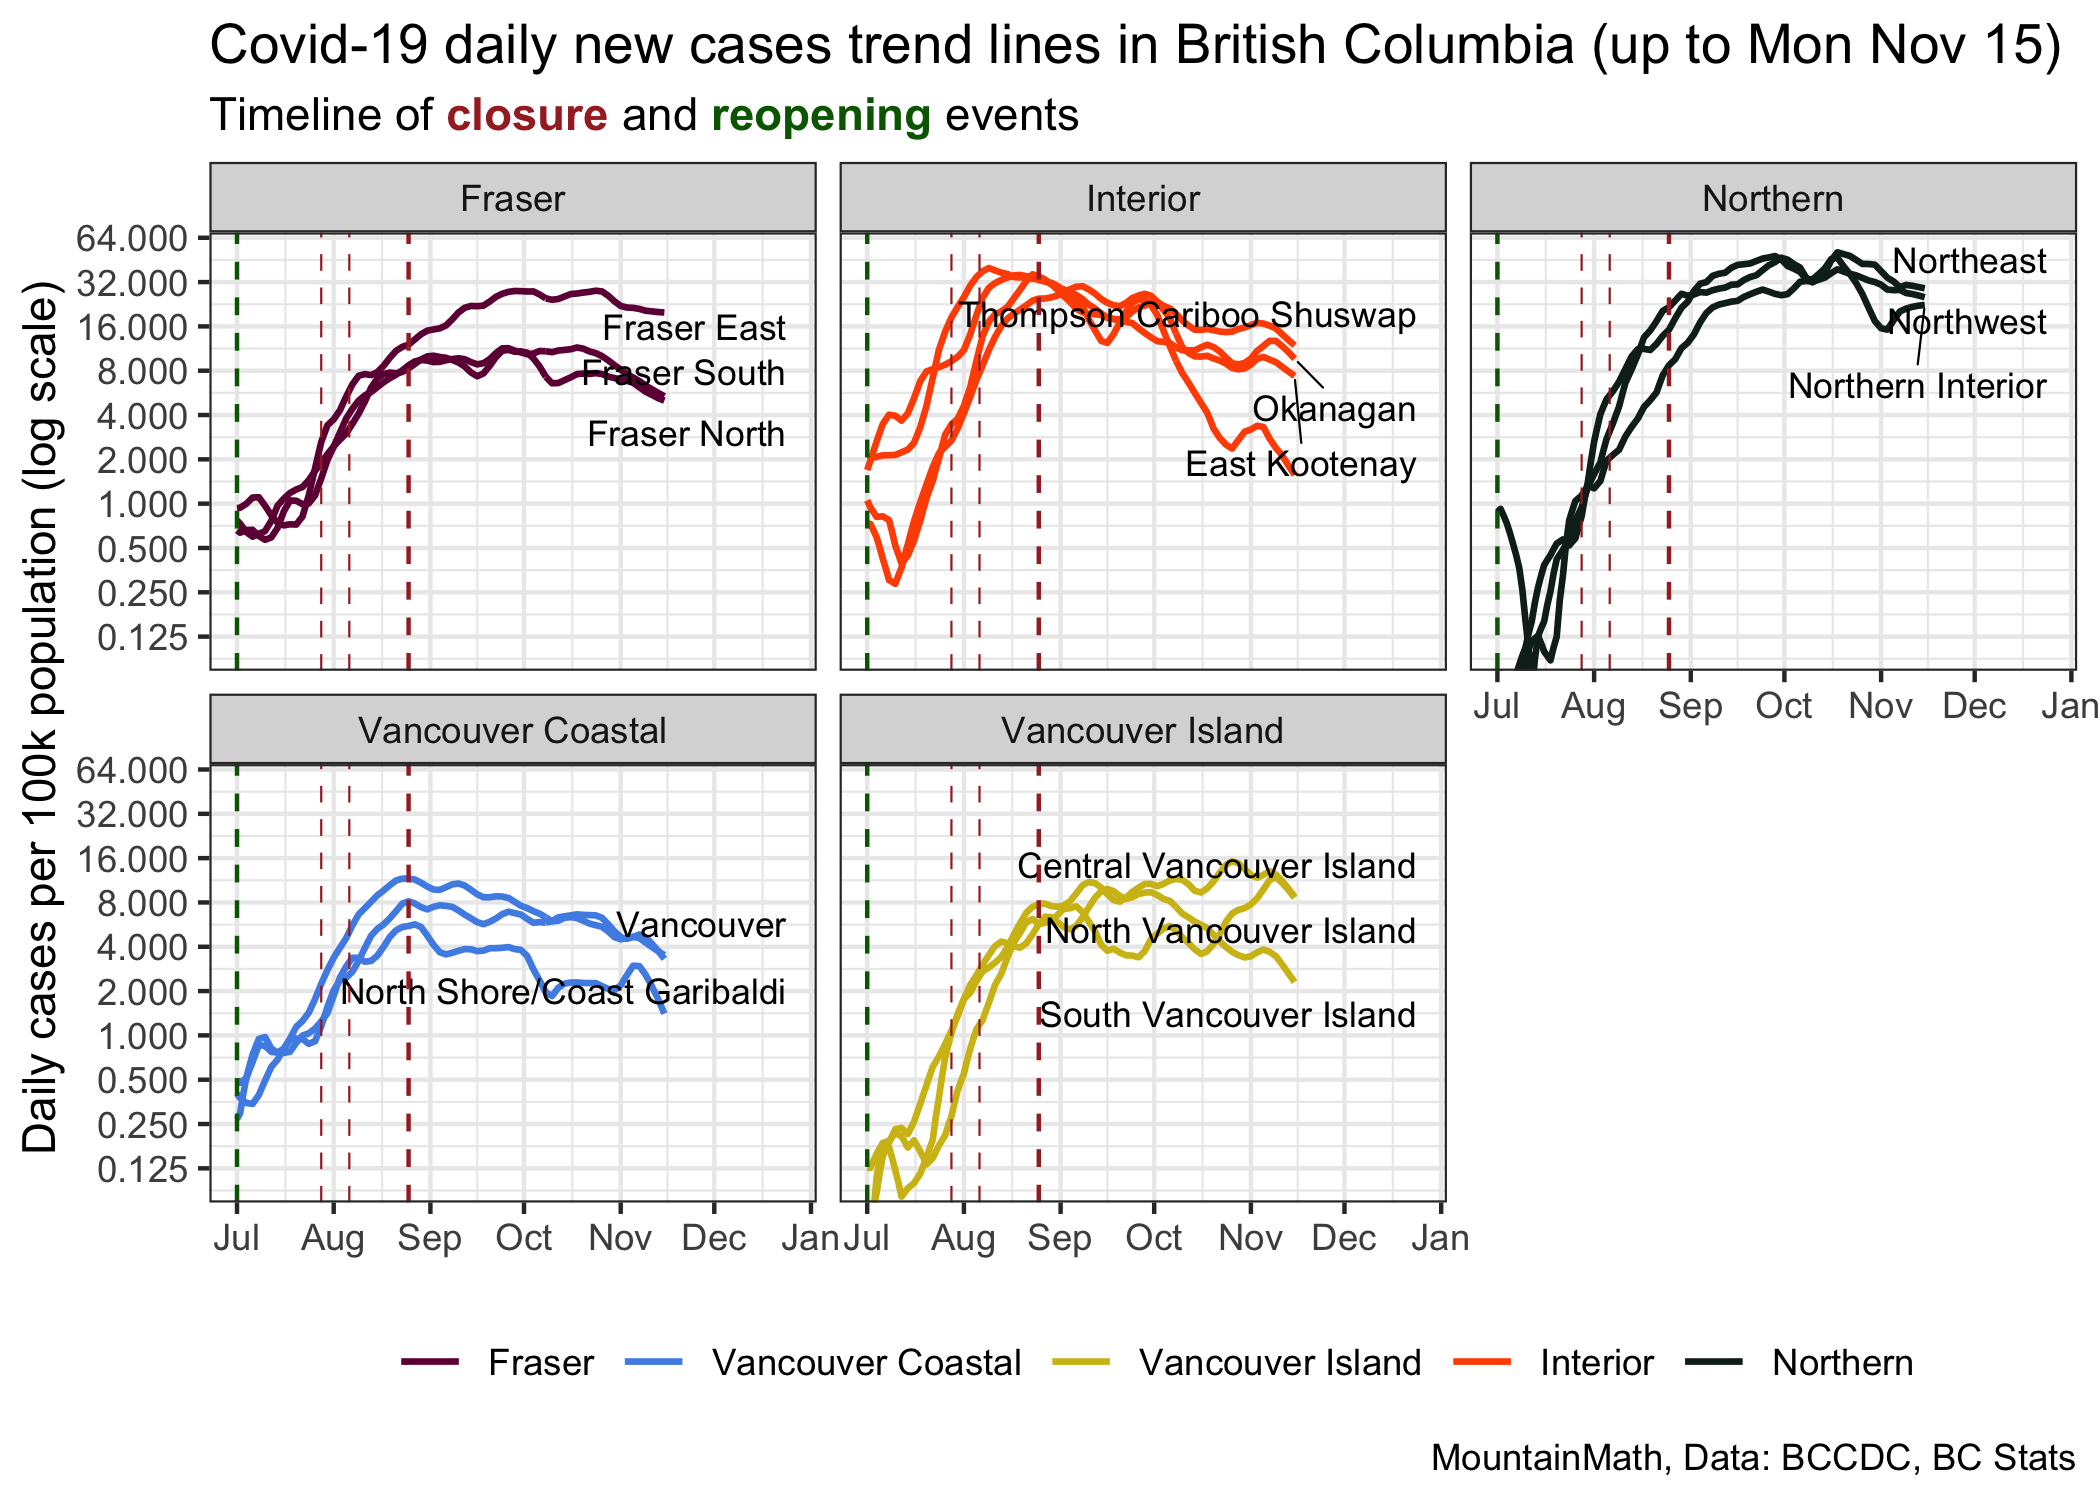 Covid-19 daily new cases trend lines in British Columbia (up to Mon Nov 15)
Timeline of closure and reopening events
Daily cases per 100k population (log scale)
Fraser
64.000
32.000
16.000
8.000
4.000
2.000
1.000
0.500
0.250
0.125
Fraser East
Fraser South
Fraser North
Interior
Thompson Cariboo Shuswap
Okanagan
East Kootenay
Northern
Northeast
Northwest
Northern Interior
Jul Aug Sep Oct Nov Dec Jan
Vancouver Coastal
64.000
32.000
16.000
8.000
4.000
2.000
1.000
0.500
0.250
0.125
Vancouver
North Shore/Coast Garibaldi
Jul Aug Sep Oct Nov Dec Jan
Vancouver Island
Central Vancouver Island
North Vancouver Island
South Vancouver Island
Jul Aug Sep Oct Nov Dec Jan
Fraser Vancouver Coastal Vancouver Island Interior Northern
MountainMath, Data: BCCDC, BC Stats